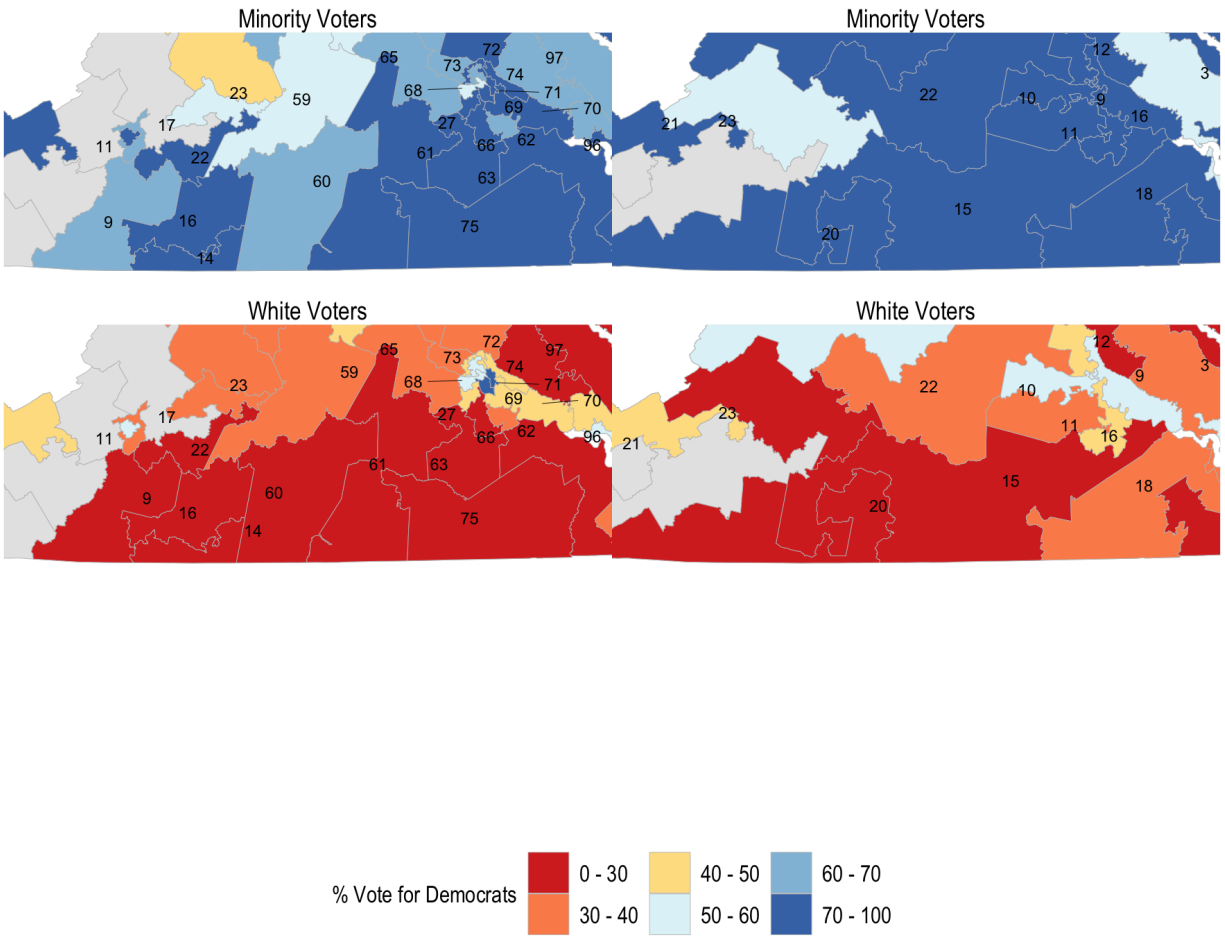 Minority Voters
Minority Voters
65 72 97
73
74
68 71
23 59 69 70
17 27
11 22 61 66 62 96
60 63
9 16 75
14
12
3
22 10 9
21 23 11 16
15 18
20
White Voters
White Voters
65 72 97
73 74
59 68 71
23 69 70
17 27
11 22 66 62 96
61 63
9 60
16 75
14
12
9 3
22 10
23 11 16
21
15 18
20
% Vote for Democrats
0 - 30 40 - 50 60 - 70
30 - 40 50 - 60 70 - 100